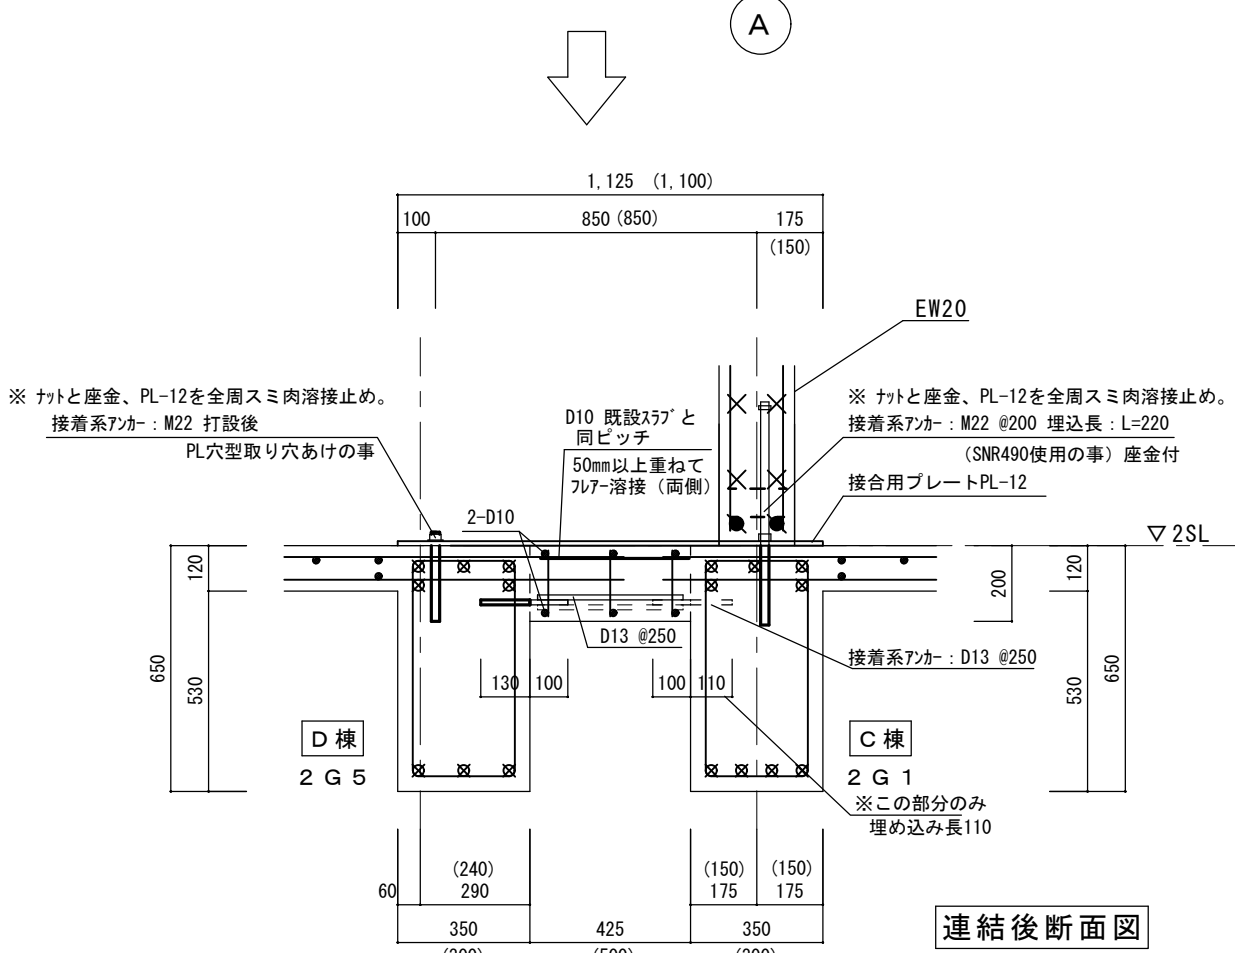 A
1,125 (1,100)
100
850 (850)
175
(150)
EW20
※ ﾅｯﾄと座金、PL-12を全周スミ肉溶接止め。
接着系ｱﾝｶｰ：M22 打設後
PL穴型取り穴あけの事
D10 既設ｽﾗﾌﾞと
同ピッチ
50mm以上重ねて
ﾌﾚｱｰ溶接（両側）
※ ﾅｯﾄと座金、PL-12を全周スミ肉溶接止め。
接着系ｱﾝｶｰ：M22 @200 埋込長：L=220
（SNR490使用の事）座金付
接合用プレートPL-12
2-D10
▽2SL
120
200
120
D13 @250
接着系ｱﾝｶｰ：D13 @250
650
530
130
100
100
110
530
650
D 棟
2 G 5
C 棟
2 G 1
※この部分のみ
埋め込み長110
60
(240)
290
(150)
175
(150)
175
350
425
350
連結後断面図